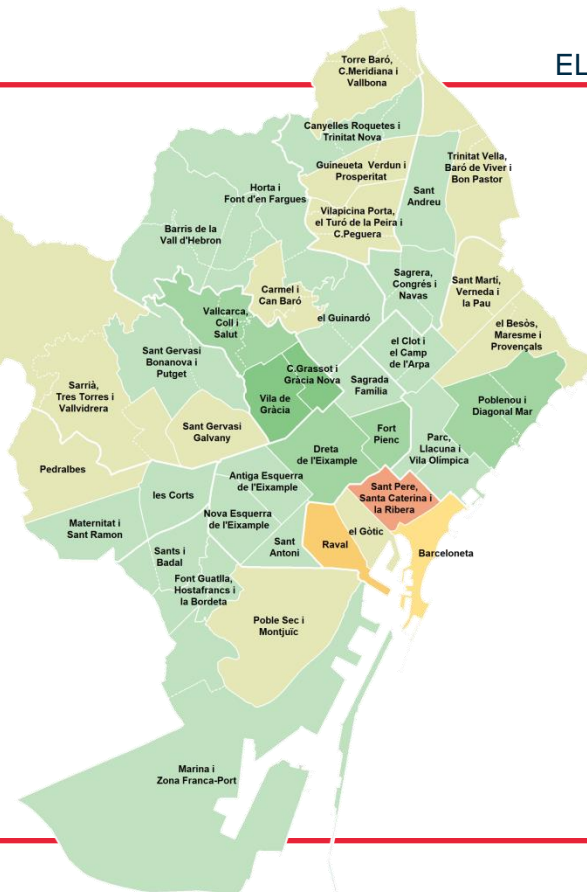 EL
Torre Baró,
C.Meridiana i
Vallbona
Canyelles Roquetes i
Trinitat Nova
Guineueta Verdun i
Prosperitat
Trinitat Vella,
Baró de Viver i
Bon Pastor
Sant
Andreu
Horta i
Font d'en Fargues
Vilapicina Porta,
el Turó de la Peira i
C.Peguera
Barris de la
Vall d'Hebron
Sagrera,
Congrés i
Navas
Sant Martí,
Verneda i
la Pau
Carmel i
Can Baró
Vallcarca,
Coll i
Salut
el Guinardó
el Besòs,
Maresme i
Provençals
el Clot i
el Camp
de l'Arpa
Sant Gervasi
Bonanova i
Putget
C.Grassot i
Gràcia Nova
Sagrada
Família
Sarrià,
Tres Torres i
Vallvidrera
Vila de
Gràcia
Poblenou i
Diagonal Mar
Sant Gervasi
Galvany
Fort
Pienc
Parc,
Llacuna i
Vila Olímpica
Dreta
de l'Eixample
Pedralbes
Antiga Esquerra
de l'Eixample
Sant Pere,
Santa Caterina i
la Ribera
les Corts
Nova Esquerra
de l'Eixample
Maternitat i
Sant Ramon
el Gòtic
Sant
Antoni
Raval
Barceloneta
Sants i
Badal
Font Guatlla,
Hostafrancs i
la Bordeta
Poble Sec i
Montjuïc
Marina i
Zona Franca-Port